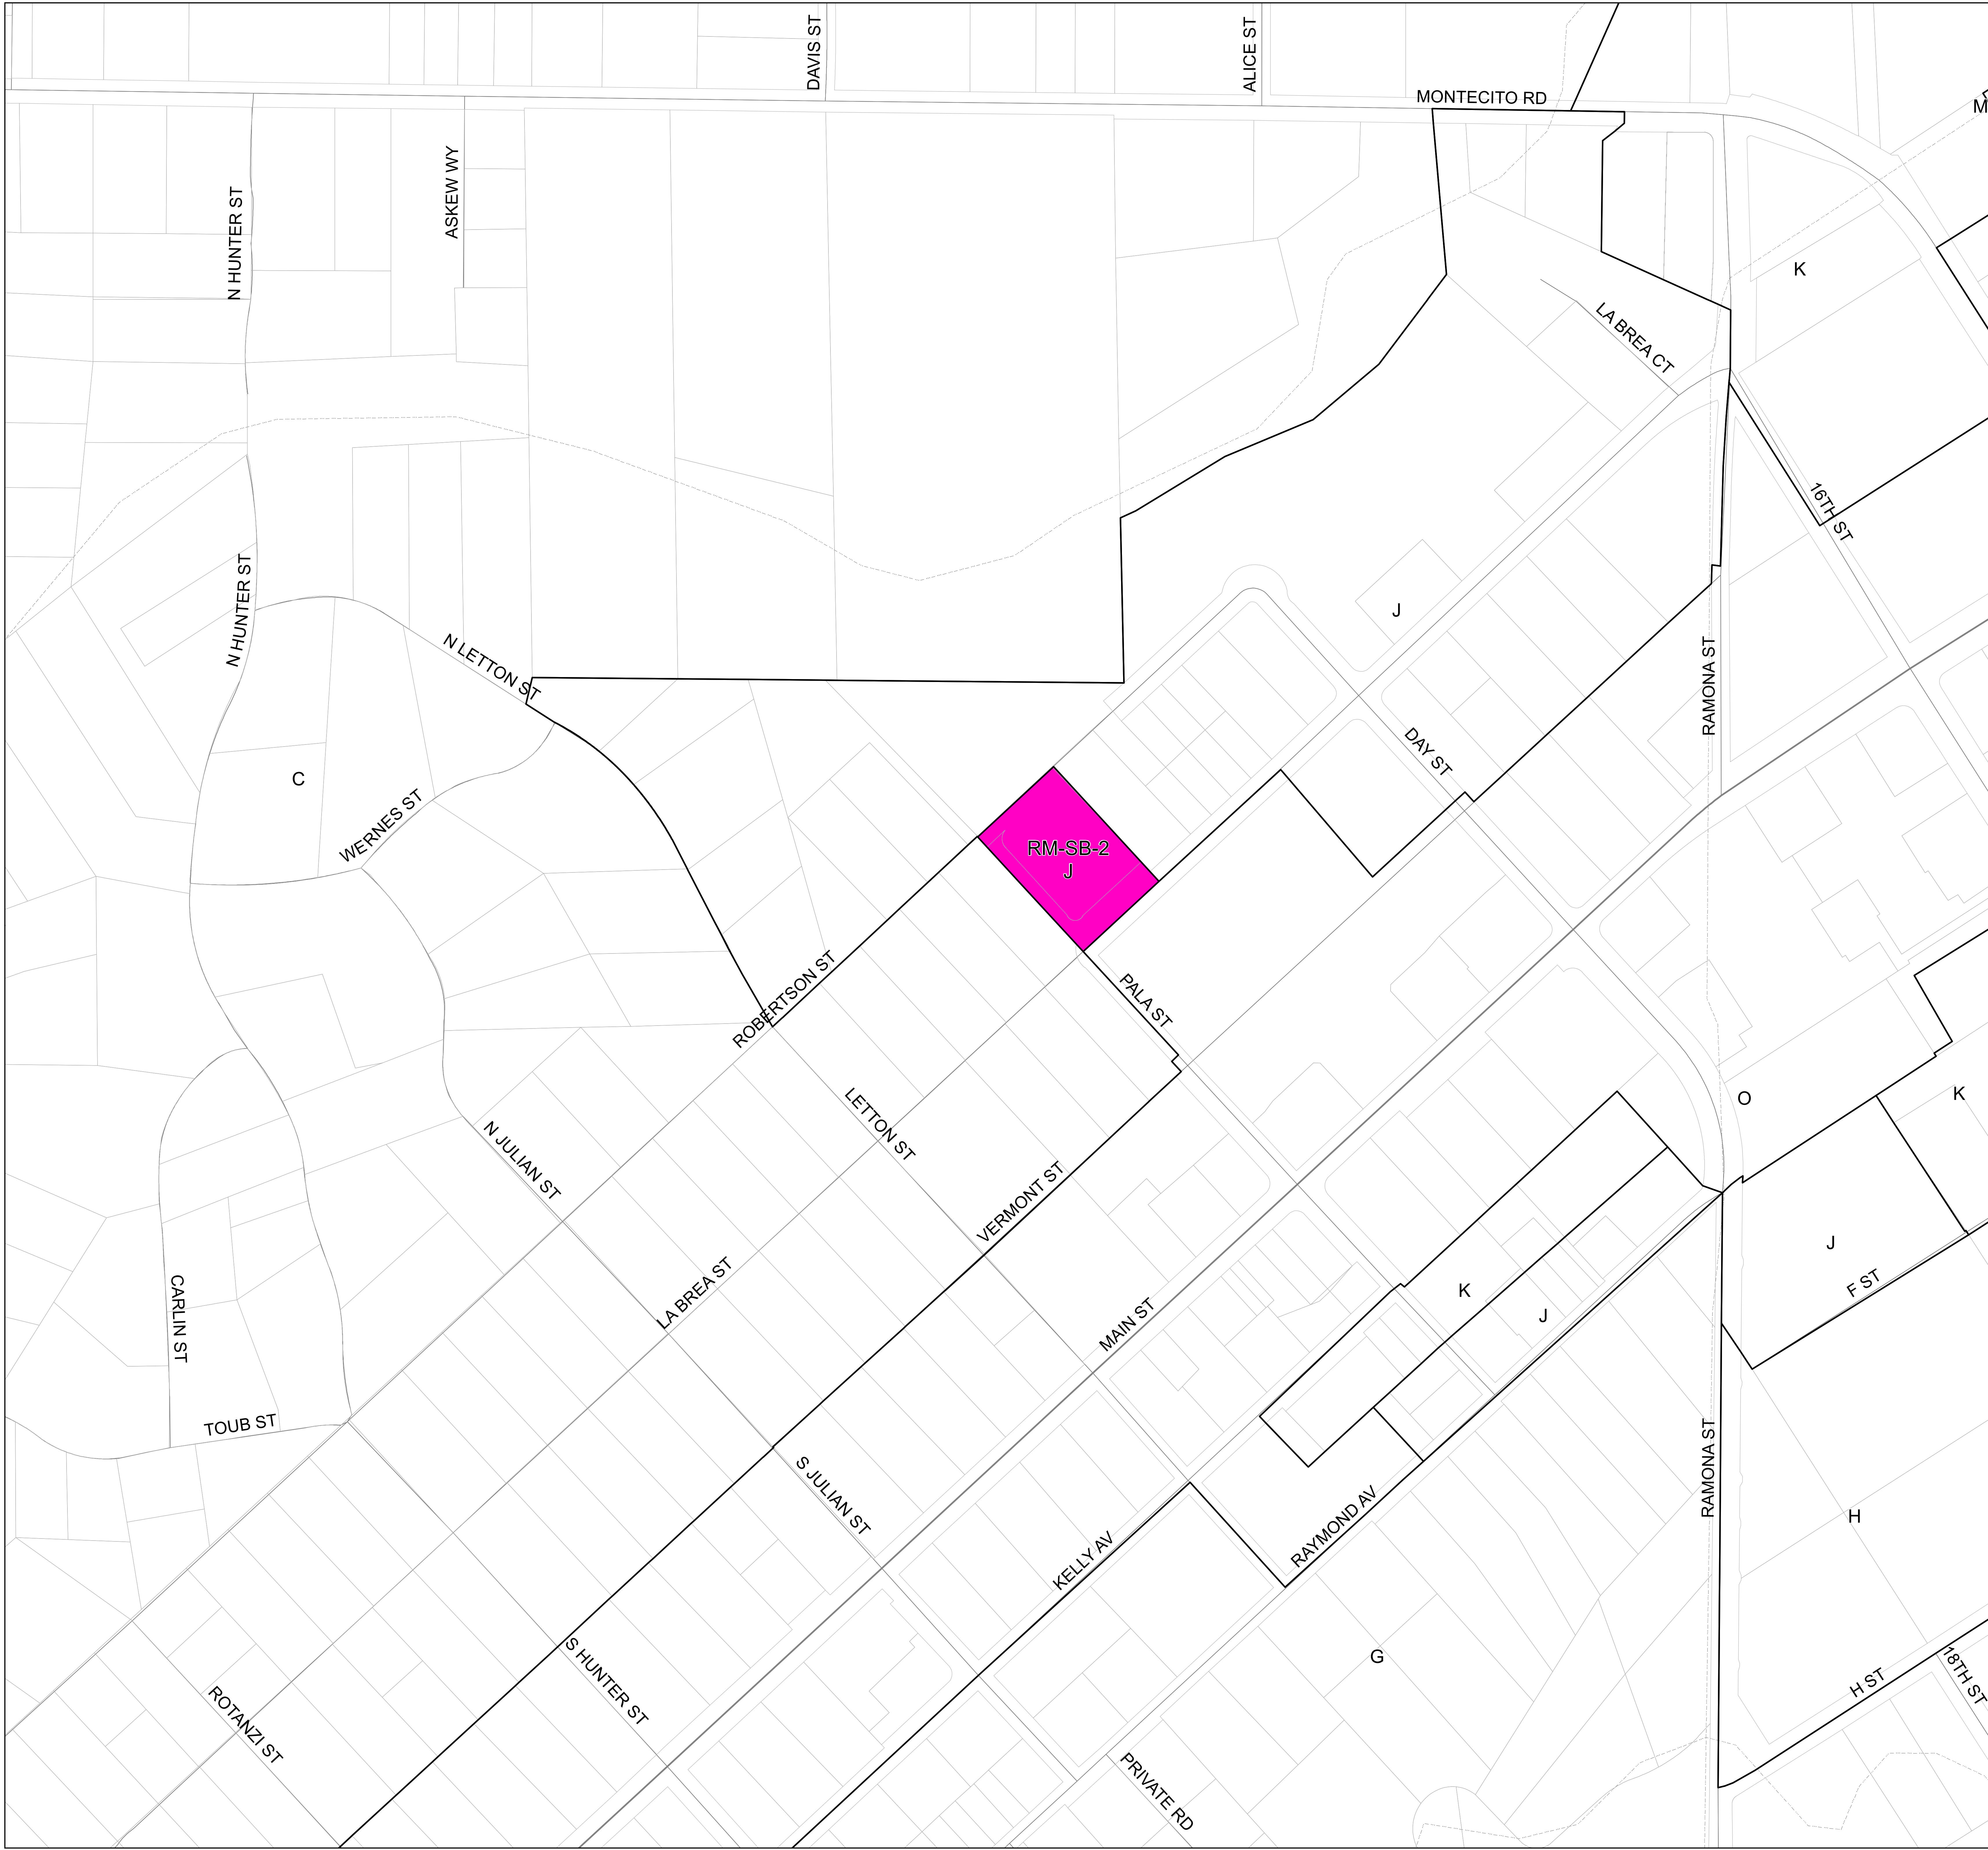 DAVIS ST
ALICE ST
MONTECITO RD
M
N HUNTER ST
ASKEW WY
K
LA BREA CT
16TH ST
N HUNTER ST
J
N LETTON ST
RAMONA ST
DAY ST
C
WERNES ST
RM-SB-2
J
ROBERTSON ST
PALA ST
LETTON ST
O
K
N JULIAN ST
VERMONT ST
J
F ST
LA BREA ST
K
CARLIN ST
MAIN ST
J
TOUB ST
RAMONA ST
S JULIAN ST
RAYMOND AV
H
KELLY AV
G
S HUNTER ST
H ST
18TH ST
ROTANZI ST
PRIVATE RD